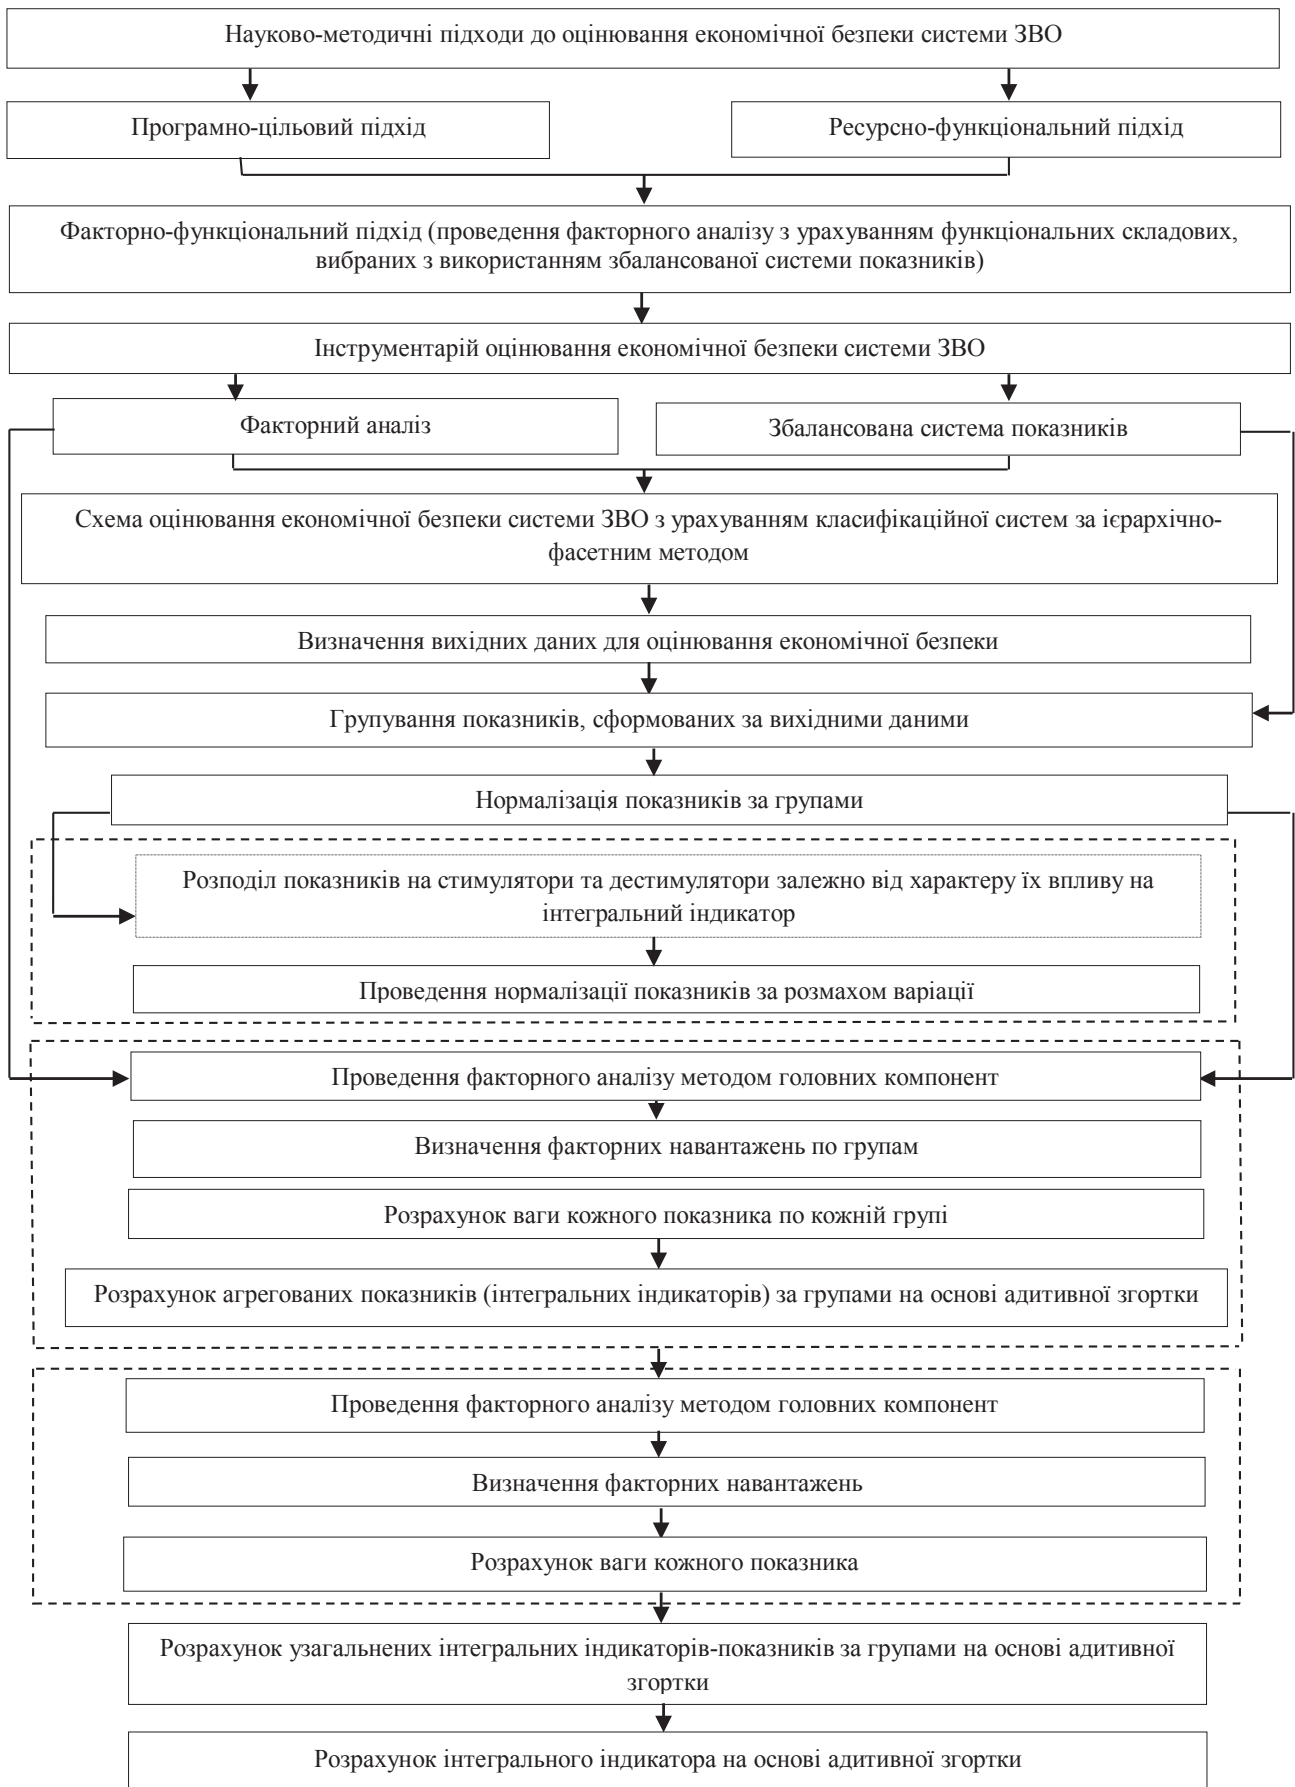 Науково-методичні підходи до оцінювання економічної безпеки системи ЗВО
Програмно-цільовий підхід
Ресурсно-функціональний підхід
Факторно-функціональний підхід (проведення факторного аналізу з урахуванням функціональних складових,
вибраних з використанням збалансованої системи показників)
Інструментарій оцінювання економічної безпеки системи ЗВО
Факторний аналіз
Збалансована система показників
Схема оцінювання економічної безпеки системи ЗВО з урахуванням класифікаційної систем за ієрархічно-
фасетним методом
Визначення вихідних даних для оцінювання економічної безпеки
Групування показників, сформованих за вихідними даними
Нормалізація показників за групами
Розподіл показників на стимулятори та дестимулятори залежно від характеру їх впливу на
інтегральний індикатор
Проведення нормалізації показників за розмахом варіації
Проведення факторного аналізу методом головних компонент
Визначення факторних навантажень по групам
Розрахунок ваги кожного показника по кожній групі
Розрахунок агрегованих показників (інтегральних індикаторів) за групами на основі адитивної згортки
Проведення факторного аналізу методом головних компонент
Визначення факторних навантажень
Розрахунок ваги кожного показника
Розрахунок узагальнених інтегральних індикаторів-показників за групами на основі адитивної
згортки
Розрахунок інтегрального індикатора на основі адитивної згортки